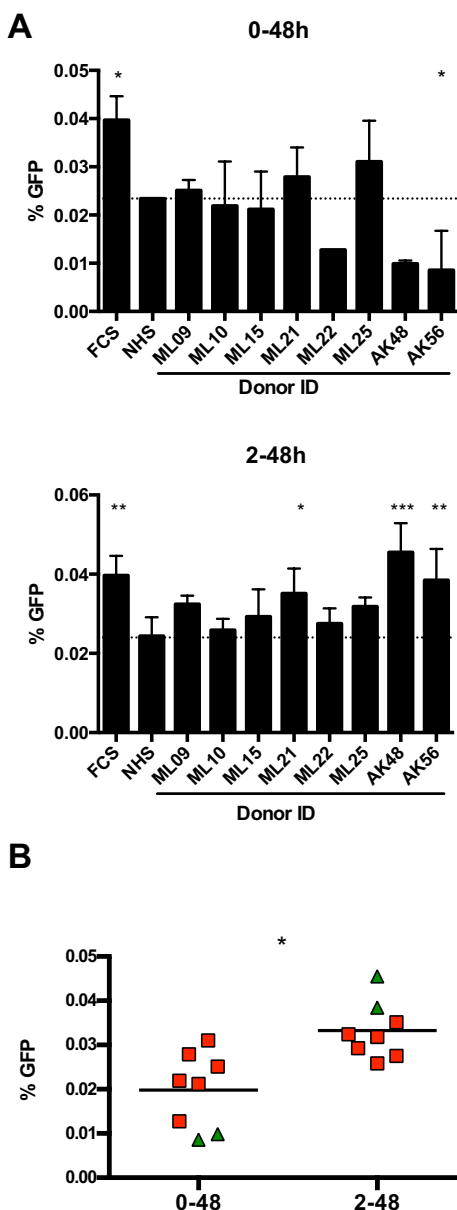 A
0-48h
*
*
0.05
0.04
0.03
0.02
0.01
0.00
% GFP
FCS
NHS
ML09
ML10
ML15
ML21
ML22
ML25
AK48
AK56
Donor ID
2-48h
**
*
***
**
0.06
0.04
0.02
0.00
% GFP
FCS
NHS
ML09
ML10
ML15
ML21
ML22
ML25
AK48
AK56
Donor ID
B
*
0.05
0.04
0.03
0.02
0.01
0.00
% GFP
0-48
2-48